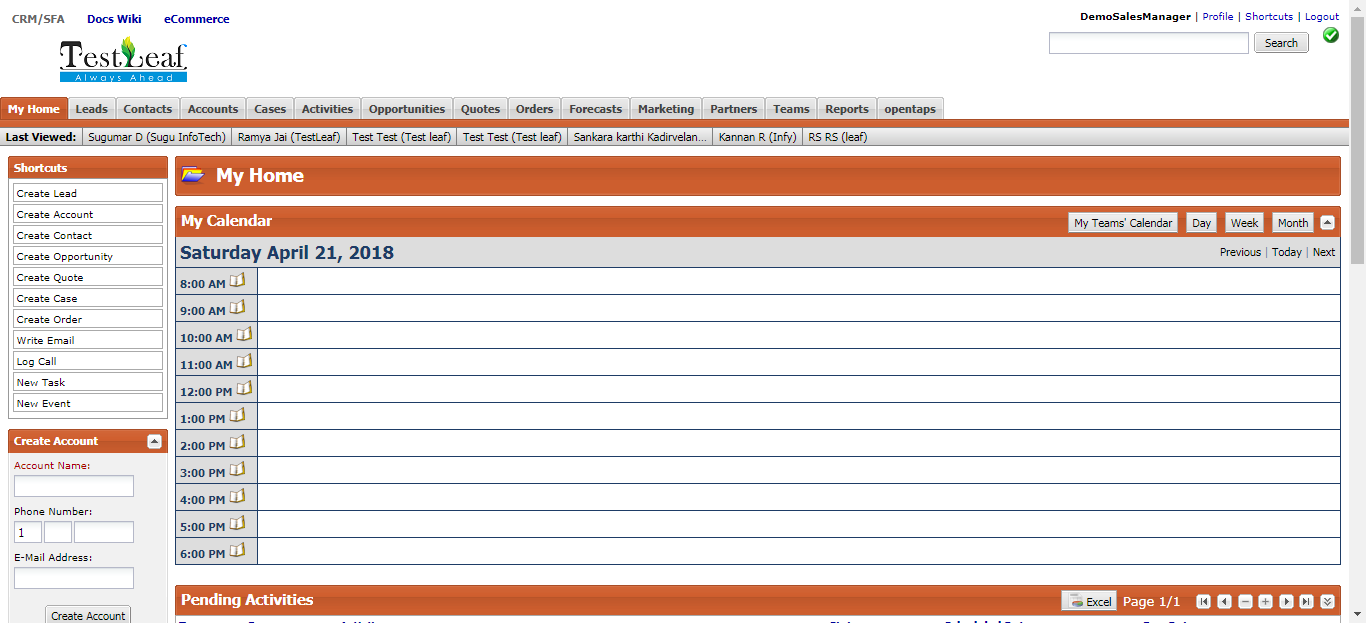 CRM/SFA Docs Wiki eCommerce
DemoSalesManager | Profile | Shortcuts | Logout
TestLeaf
Always Ahead
Search
My Home Leads Contacts Accounts Cases Activities Opportunities Quotes Orders Forecasts Marketing Partners Teams Reports opentaps
Last Viewed: Sugumar D (Sugu InfoTech) Ramya Jai (TestLeaf) Test Test (Test leaf) Test Test (Test leaf) Sankara karthi Kadirvelan... Kannan R (Infy) RS RS (leaf)
Shortcuts
Create Lead
Create Account
Create Contact
Create Opportunity
Create Quote
Create Case
Create Order
Write Email
Log Call
New Task
New Event
Create Account
Account Name:
Phone Number:
1
E-Mail Address:
Create Account
My Home
My Calendar
My Teams' Calendar Day Week Month
Saturday April 21, 2018
Previous | Today | Next
8:00 AM
9:00 AM
10:00 AM
11:00 AM
12:00 PM
1:00 PM
2:00 PM
3:00 PM
4:00 PM
5:00 PM
6:00 PM
Pending Activities
Excel Page 1/1